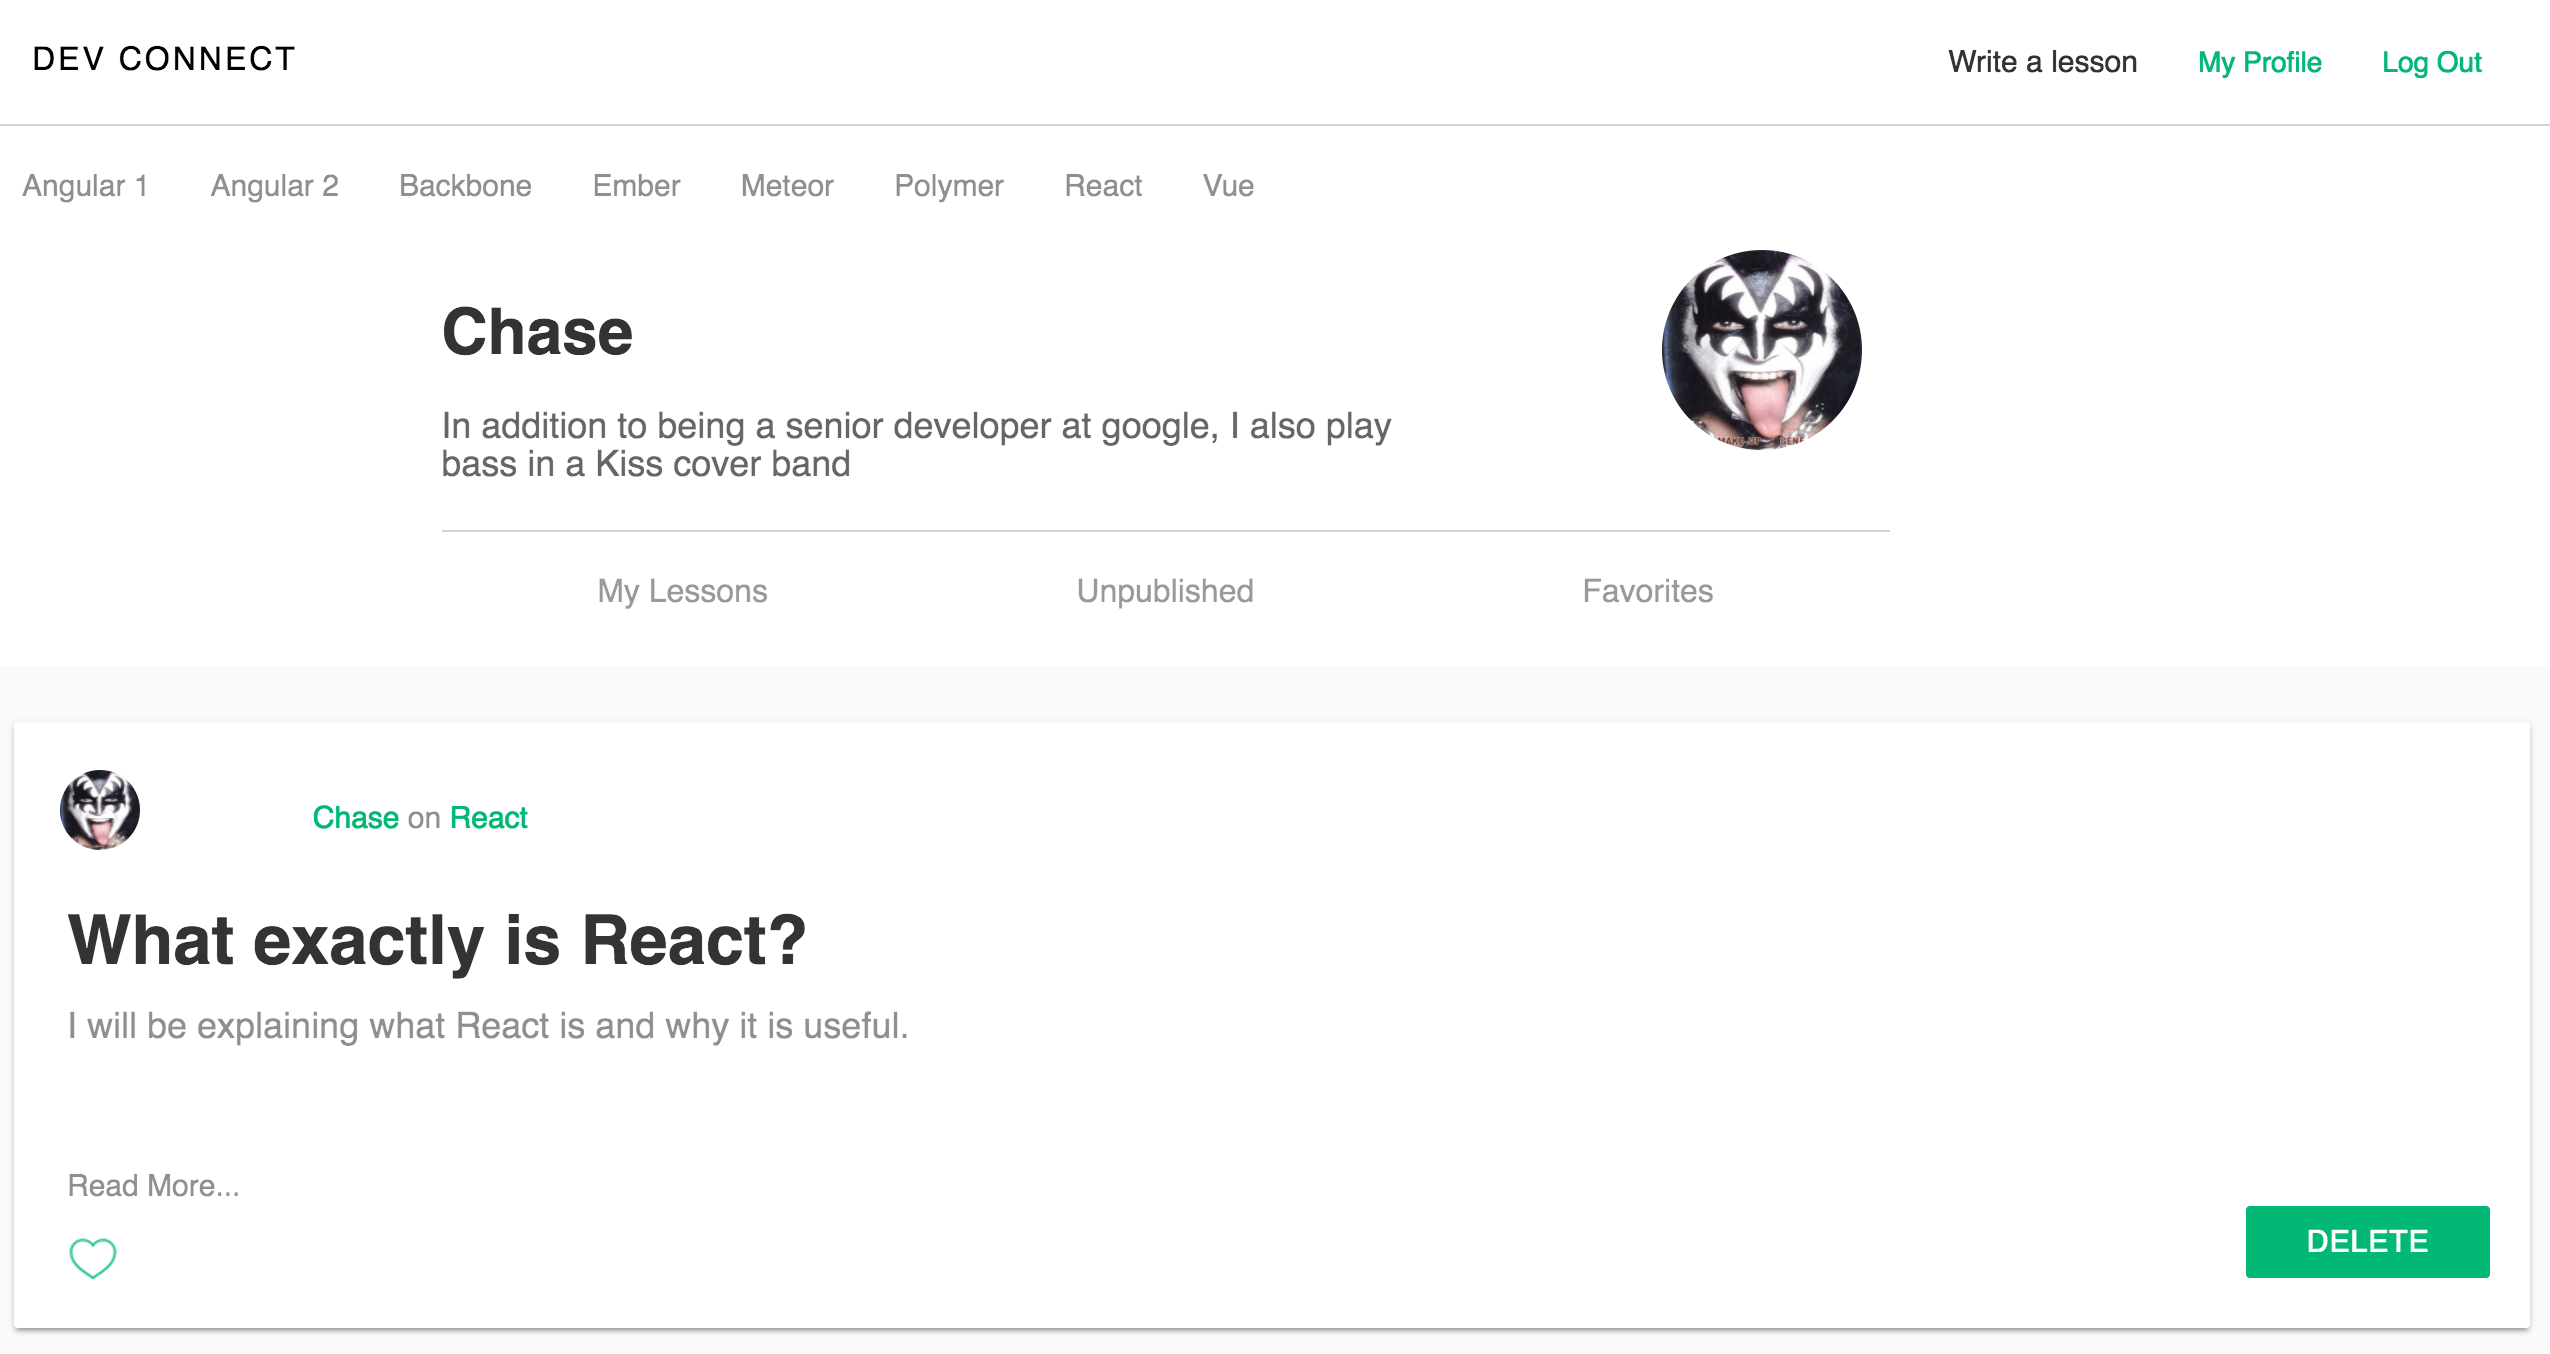 DEV CONNECT
Write a lesson
My Profile
Log Out
Angular 1
Angular 2
Backbone
Ember
Meteor
Polymer
React
Vue
Chase
In addition to being a senior developer at google, I also play
bass in a Kiss cover band
My Lessons
Unpublished
Favorites
Chase on React
What exactly is React?
I will be explaining what React is and why it is useful.
Read More...
DELETE